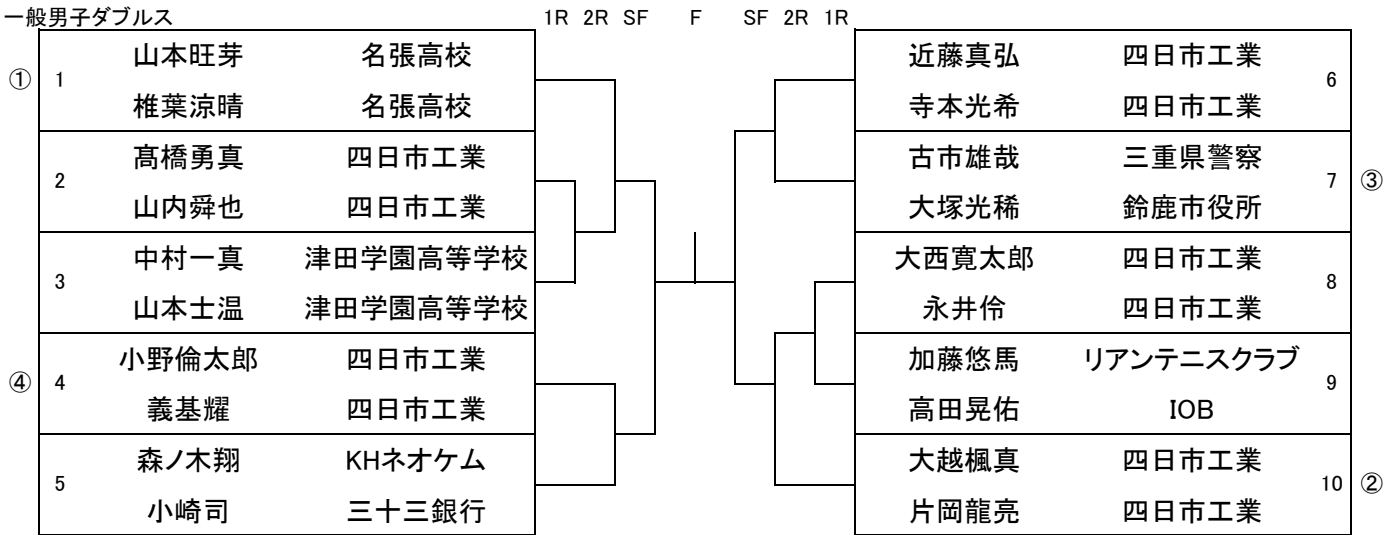 一般男子ダブルス 1R 2R SF F SF 2R 1R
① 1 山本旺芽 名張高校
椎葉涼晴 名張高校
2 髙橋勇真 四日市工業
山内舜也 四日市工業
3 中村一真 津田学園高等学校
山本士温 津田学園高等学校
④ 4 小野倫太郎 四日市工業
義基耀 四日市工業
5 森ノ木翔 KHネオケム
小崎司 三十三銀行
近藤真弘 四日市工業 6
寺本光希 四日市工業
古市雄哉 三重県警察 7 ③
大塚光稀 鈴鹿市役所
大西寛太郎 四日市工業 8
永井伶 四日市工業
加藤悠馬 リアンテニスクラブ 9
高田晃佑 IOB
大越楓真 四日市工業 10 ②
片岡龍亮 四日市工業